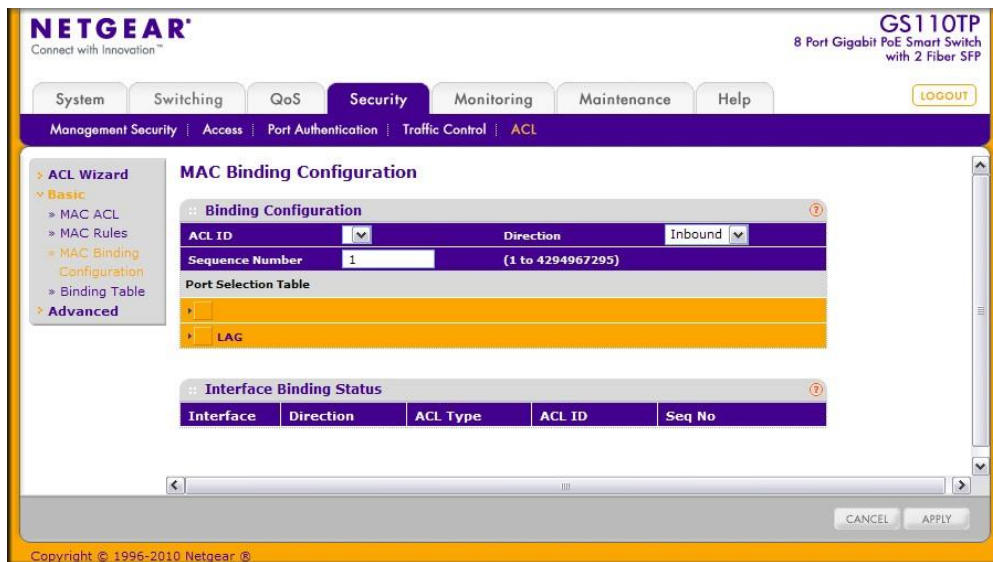 NETGEAR®
Connect with Innovation™
GS110TP
8 Port Gigabit PoE Smart Switch
with 2 Fiber SFP
System Switching QoS Security Monitoring Maintenance Help LOGOUT
Management Security | Access | Port Authentication | Traffic Control | ACL
ACL Wizard
Basic
» MAC ACL
» MAC Rules
» MAC Binding
Configuration
» Binding Table
Advanced
MAC Binding Configuration
Binding Configuration ?
ACL ID Direction Inbound
Sequence Number 1 (1 to 4294967295)
Port Selection Table
LAG
Interface Binding Status ?
Interface Direction ACL Type ACL ID Seq No
CANCEL APPLY
Copyright © 1996-2010 Netgear ®